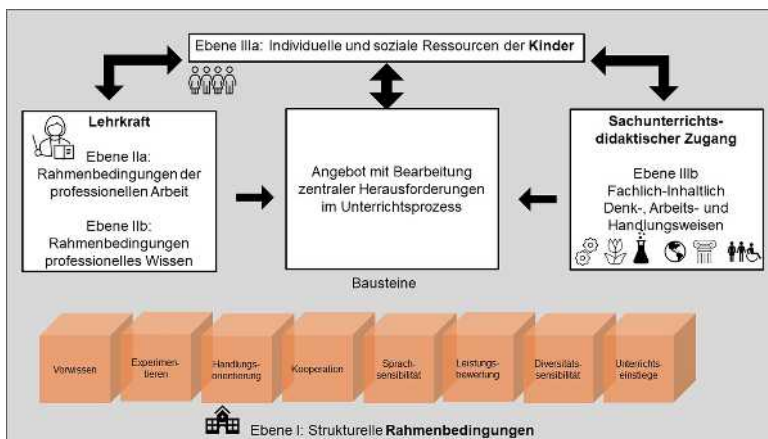 Ebene IIIa: Individuelle und soziale Ressourcen der Kinder
Lehrkraft
Ebene IIa:
Rahmenbedingungen der
professionellen Arbeit
Ebene IIb:
Rahmenbedingungen
professionelles Wissen
Angebot mit Bearbeitung
zentraler Herausforderungen
im Unterrichtsprozess
Sachunterrichts-
didaktischer Zugang
Ebene IIIb
Fachlich-Inhaltlich
Denk-, Arbeits- und
Handlungsweisen
Bausteine
Vorwissen
Experimen-
tieren
Handlungs-
orientierung
Kooperation
Sprach-
sensibilität
Leistungs-
bewertung
Diversitäts-
sensibilität
Unterrichts-
einstiege
Ebene I: Strukturelle Rahmenbedingungen